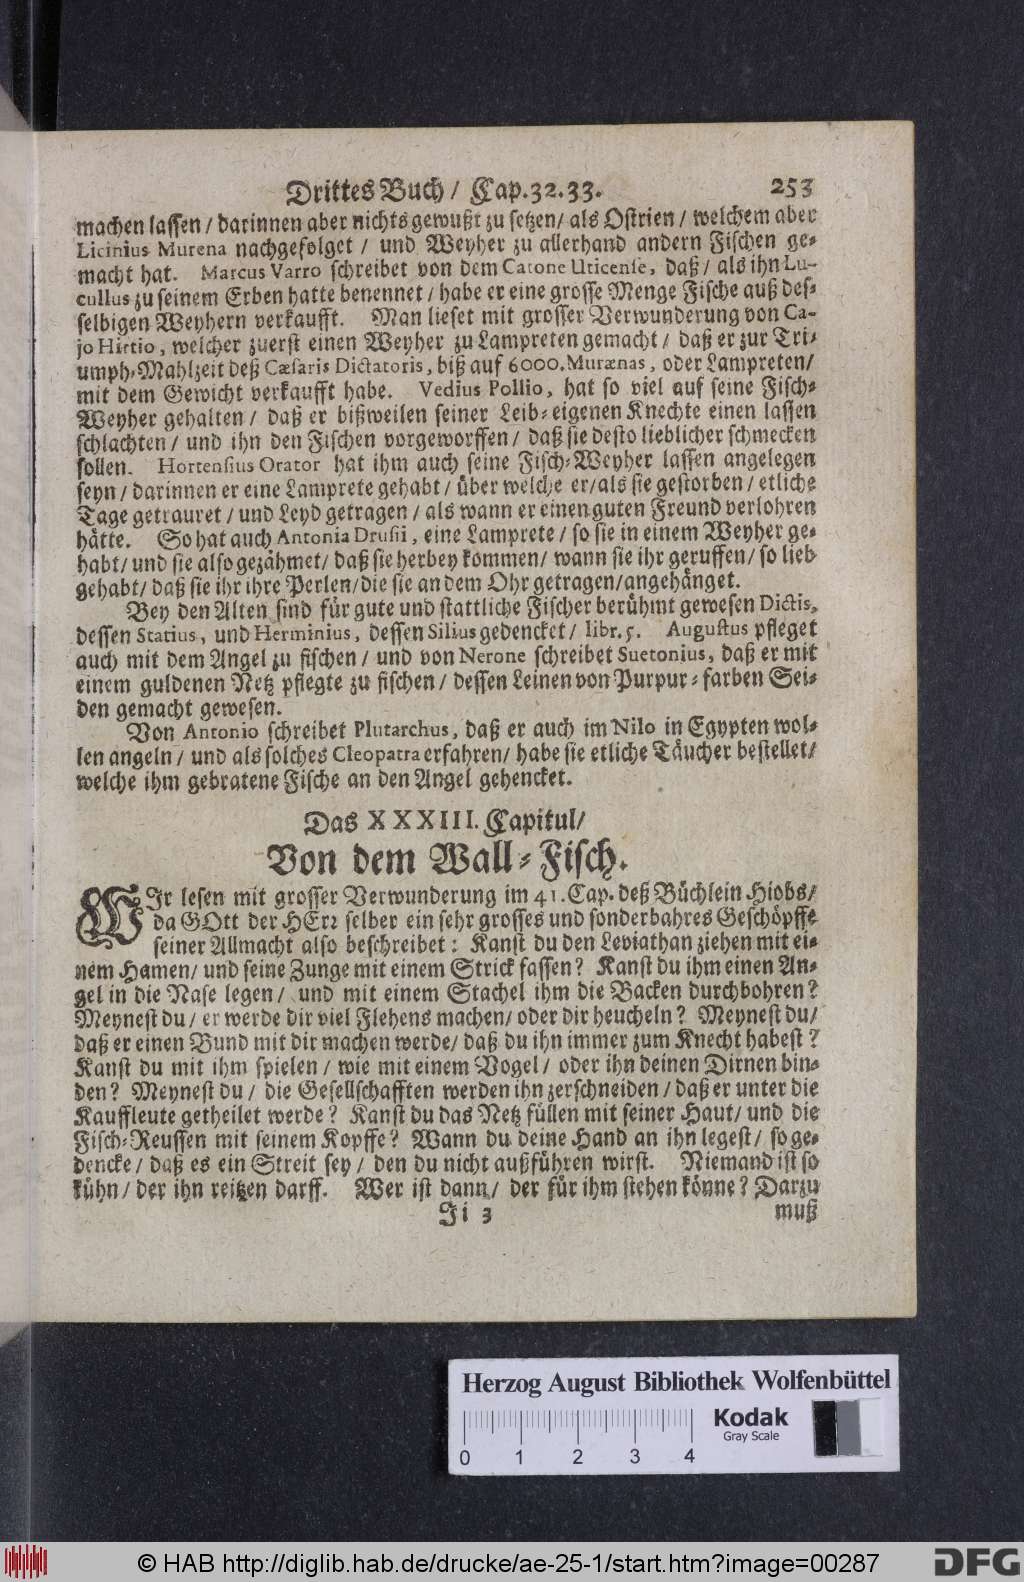 Drittes Buch / Cap. 32. 33. 253
machen lassen / darinnen aber nichts gewußt zu setzen / als Ostrien / welchem aber
Licinius Murena nachgefolget / und Weyher zu allerhand andern Fischen ge-
macht hat. Marcus Varro schreibet von dem Catone Uticense, daß / als ihn Lu-
cullus zu seinem Erben hatte benennet / habe er eine grosse Menge Fische auß des-
selbigen Weyhern verkaufft. Man lieset mit grosser Verwunderung von Ca-
jo Hirtio, welcher zuerst einen Weyher zu Lampreten gemacht / daß er zur Tri-
umph-Mahlzeit deß Cæsaris Dictatoris, biß auf 6000. Murænas, oder Lampreten /
mit dem Gewicht verkaufft habe. Vedius Pollio, hat so viel auf seine Fisch-
Weyher gehalten / daß er bißweilen seiner Leib-eigenen Knechte einen lassen
schlachten / und ihn den Fischen vorgeworffen / daß sie desto lieblicher schmecken
sollen. Hortensius Orator hat ihm auch seine Fisch-Weyher lassen angelegen
seyn / darinnen er eine Lamprete gehabt / über welche er / als sie gestorben / etliche
Tage getrauret / und Leyd getragen / als wann er einen guten Freund verlohren
hätte. So hat auch Antonia Drusii, eine Lamprete / so sie in einem Weyher ge-
habt / und sie also gezähmet / daß sie herbey kommen / wann sie ihr geruffen / so lieb
gehabt / daß sie ihr ihre Perlen / die sie an dem Ohr getragen / angehänget.
Bey den Alten sind für gute und stattliche Fischer berühmt gewesen Dictis,
dessen Statius, und Herminius, dessen Silius gedencket / libr. 5. Augustus pfleget
auch mit dem Angel zu fischen / und von Nerone schreibet Suetonius, daß er mit
einem guldenen Netz pflegte zu fischen / dessen Leinen von Purpur-farben Sei-
den gemacht gewesen.
Von Antonio schreibet Plutarchus, daß er auch im Nilo in Egypten wol-
len angeln / und als solches Cleopatra erfahren / habe sie etliche Täucher bestellet /
welche ihm gebratene Fische an den Angel gehencket.
Das XXXIII. Capitul /
Von dem Wall-Fisch.
WIr lesen mit grosser Verwunderung im 41. Cap. deß Büchlein Hiobs /
da GOtt der HErr selber ein sehr grosses und sonderbahres Geschöpffe
seiner Allmacht also beschreibet: Kanst du den Leviathan ziehen mit ei-
nem Hamen / und seine Zunge mit einem Strick fassen? Kanst du ihm einen An-
gel in die Nase legen / und mit einem Stachel ihm die Backen durchbohren?
Meynest du / er werde dir viel Flehens machen / oder dir heucheln? Meynest du /
daß er einen Bund mit dir machen werde / daß du ihn immer zum Knecht habest?
Kanst du mit ihm spielen / wie mit einem Vogel / oder ihn deinen Dirnen bin-
den? Meynest du / die Gesellschafften werden ihn zerschneiden / daß er unter die
Kauffleute getheilet werde? Kanst du das Netz füllen mit seiner Haut / und die
Fisch-Reussen mit seinem Kopffe? Wann du deine Hand an ihn legest / so ge-
dencke / daß es ein Streit sey / den du nicht außführen wirst. Niemand ist so
kühn / der ihn reitzen darff. Wer ist dann / der für ihm stehen könne? Darzu
Ji 3 muß
Herzog August Bibliothek Wolfenbüttel
Kodak
Gray Scale
0 1 2 3 4
© HAB http://diglib.hab.de/drucke/ae-25-1/start.htm?image=00287
DFG